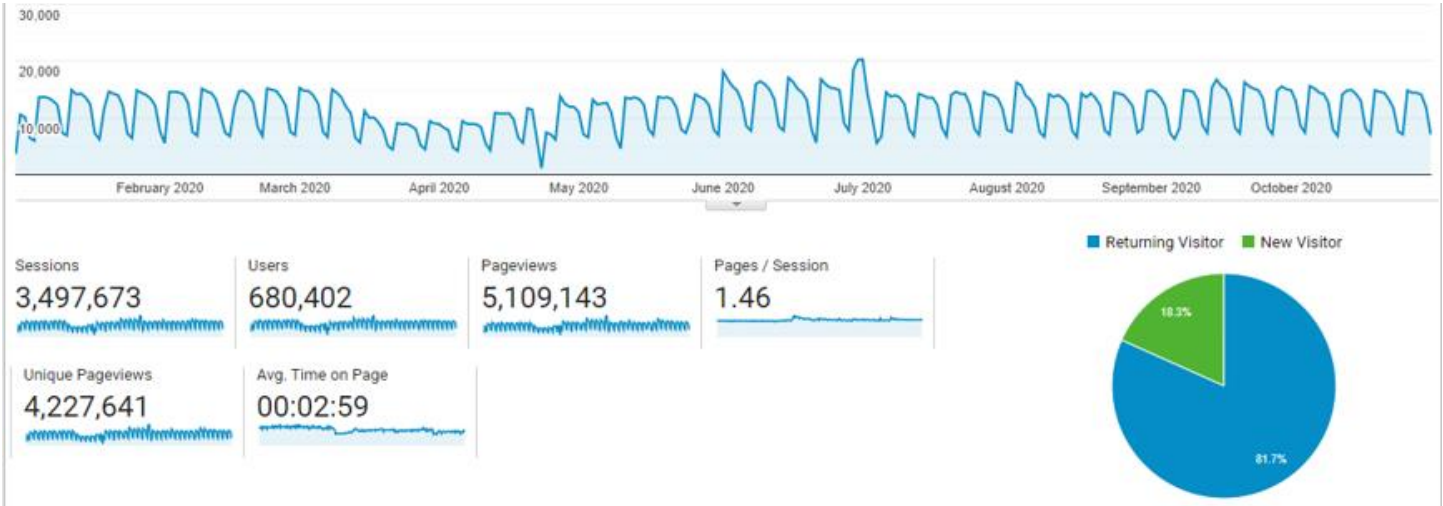 30,000
20,000
10,000
February 2020 March 2020 April 2020 May 2020 June 2020 July 2020 August 2020 September 2020 October 2020
Returning Visitor New Visitor
Sessions Users Pageviews Pages / Session
3,497,673 680,402 5,109,143 1.46
18.3%
Unique Pageviews Avg. Time on Page
4,227,641 00:02:59
81.7%